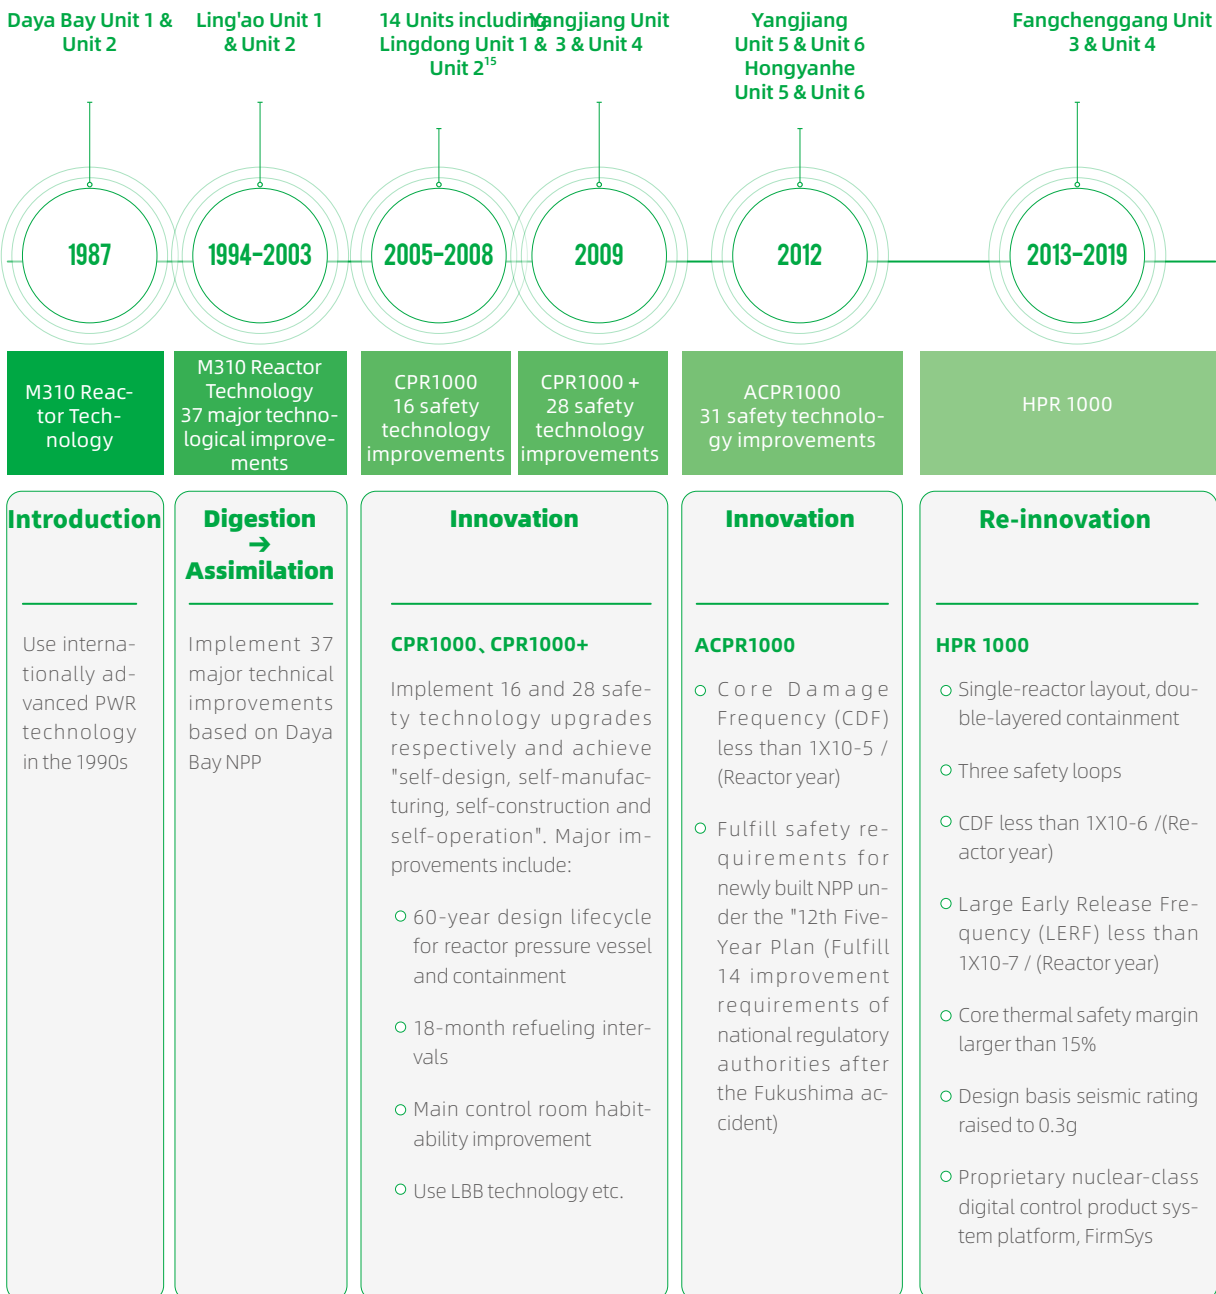 Daya Bay Unit 1 &
Unit 2
Ling'ao Unit 1
& Unit 2
14 Units including
Lingdong Unit 1 &
Unit 2¹⁵
Yangjiang Unit
3 & Unit 4
Yangjiang
Unit 5 & Unit 6
Hongyanhe
Unit 5 & Unit 6
Fangchenggang Unit
3 & Unit 4
1987
1994-2003
2005-2008
2009
2012
2013-2019
M310 Reac-
tor Tech-
nology
M310 Reactor
Technology
37 major techno-
logical improve-
ments
CPR1000
16 safety
technology
improvements
CPR1000 +
28 safety
technology
improvements
ACPR1000
31 safety technolo-
gy improvements
HPR 1000
Introduction
Use interna-
tionally ad-
vanced PWR
technology
in the 1990s
Digestion
→
Assimilation
Implement 37
major technical
improvements
based on Daya
Bay NPP
Innovation
CPR1000、CPR1000+
Implement 16 and 28 safe-
ty technology upgrades
respectively and achieve
"self-design, self-manufac-
turing, self-construction and
self-operation". Major im-
provements include:
60-year design lifecycle
for reactor pressure vessel
and containment
18-month refueling inter-
vals
Main control room habit-
ability improvement
Use LBB technology etc.
Innovation
ACPR1000
Core Damage
Frequency (CDF)
less than 1X10-5 /
(Reactor year)
Fulfill safety re-
quirements for
newly built NPP un-
der the "12th Five-
Year Plan (Fulfill
14 improvement
requirements of
national regulatory
authorities after
the Fukushima ac-
cident)
Re-innovation
HPR 1000
Single-reactor layout, dou-
ble-layered containment
Three safety loops
CDF less than 1X10-6 /(Re-
actor year)
Large Early Release Fre-
quency (LERF) less than
1X10-7 / (Reactor year)
Core thermal safety margin
larger than 15%
Design basis seismic rating
raised to 0.3g
Proprietary nuclear-class
digital control product sys-
tem platform, FirmSys